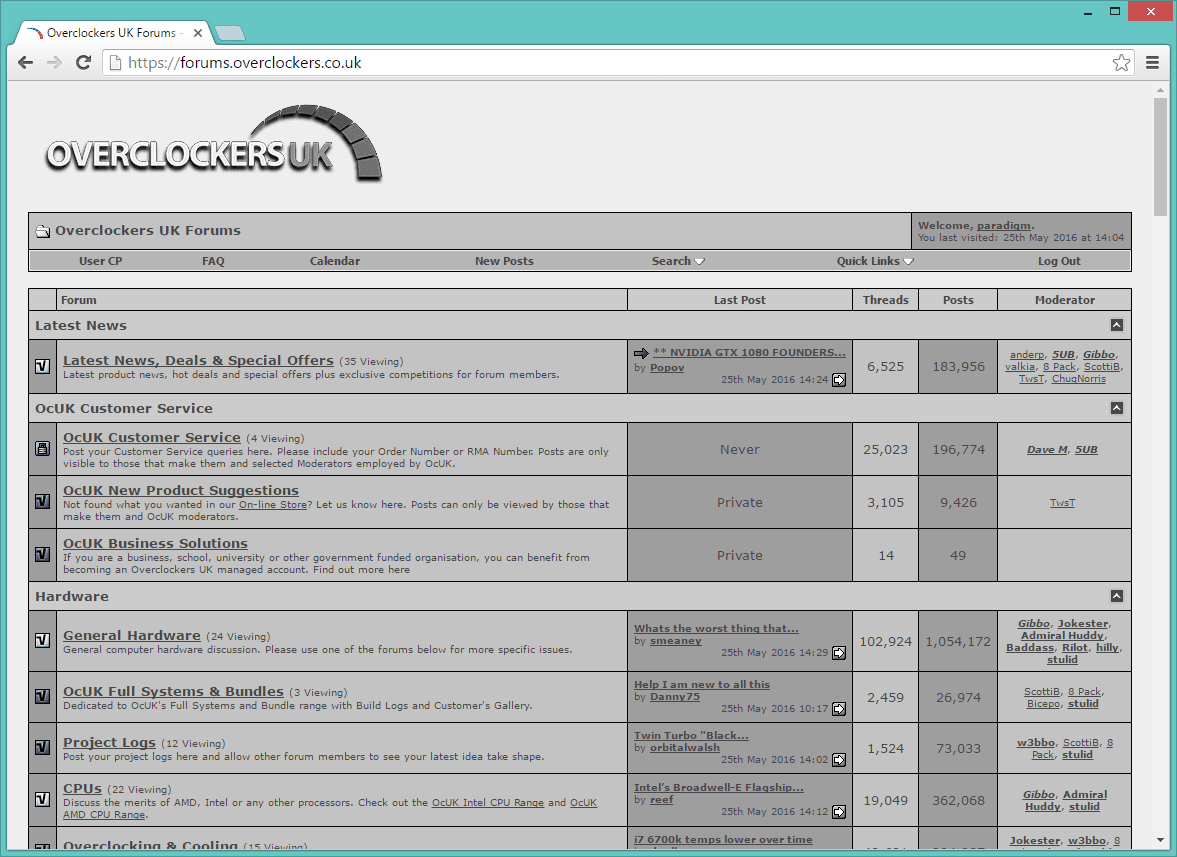 Overclockers UK Forums -
https://forums.overclockers.co.uk
OVERCLOCKERS UK
Overclockers UK Forums
Welcome, paradigm.
You last visited: 25th May 2016 at 14:04
User CP FAQ Calendar New Posts Search Quick Links Log Out
Forum Last Post Threads Posts Moderator
Latest News
Latest News, Deals & Special Offers (35 Viewing)
Latest product news, hot deals and special offers plus exclusive competitions for forum members.
** NVIDIA GTX 1080 FOUNDERS...
by Popov
25th May 2016 14:24
6,525 183,956
anderp, 5UB, Gibbo,
valkia, 8 Pack, ScottiB,
TwsT, ChugNorris
OcUK Customer Service
OcUK Customer Service (4 Viewing)
Post your Customer Service queries here. Please include your Order Number or RMA Number. Posts are only
visible to those that make them and selected Moderators employed by OcUK.
Never 25,023 196,774 Dave M, 5UB
OcUK New Product Suggestions
Not found what you wanted in our On-line Store? Let us know here. Posts can only be viewed by those that
make them and OcUK moderators.
Private 3,105 9,426 TwsT
OcUK Business Solutions
If you are a business, school, university or other government funded organisation, you can benefit from
becoming an Overclockers UK managed account. Find out more here
Private 14 49
Hardware
General Hardware (24 Viewing)
General computer hardware discussion. Please use one of the forums below for more specific issues.
Whats the worst thing that...
by smeaney
25th May 2016 14:29
102,924 1,054,172
Gibbo, Jokester,
Admiral Huddy,
Baddass, Rilot, hilly,
stulid
OcUK Full Systems & Bundles (3 Viewing)
Dedicated to OcUK's Full Systems and Bundle range with Build Logs and Customer's Gallery.
Help I am new to all this
by Danny75
25th May 2016 10:17
2,459 26,974
ScottiB, 8 Pack,
Bicepo, stulid
Project Logs (12 Viewing)
Post your project logs here and allow other forum members to see your latest idea take shape.
Twin Turbo "Black...
by orbitalwalsh
25th May 2016 14:02
1,524 73,033
w3bbo, ScottiB, 8
Pack, stulid
CPUs (22 Viewing)
Discuss the merits of AMD, Intel or any other processors. Check out the OcUK Intel CPU Range and OcUK
AMD CPU Range.
Intel's Broadwell-E Flagship...
by reef
25th May 2016 14:12
19,049 362,068
Gibbo, Admiral
Huddy, stulid
Overclocking & Cooling (15 Viewing)
i7 6700k temps lower over time
Jokester, w3bbo, 8